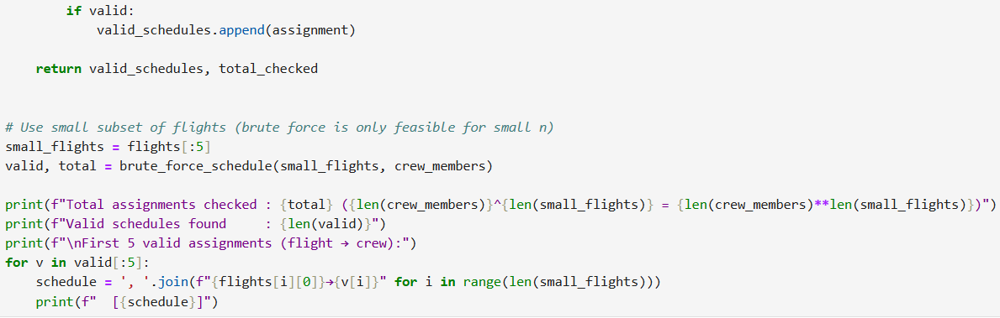 if valid:
            valid_schedules.append(assignment)
    return valid_schedules, total_checked
# Use small subset of flights (brute force is only feasible for small n)
small_flights = flights[:5]
valid, total = brute_force_schedule(small_flights, crew_members)
print(f"Total assignments checked : {total} ({len(crew_members)}^{len(small_flights)} = {len(crew_members)**len(small_flights)})")
print(f"Valid schedules found     : {len(valid)}")
print(f"\nFirst 5 valid assignments (flight → crew):")
for v in valid[:5]:
    schedule = ', '.join(f"{flights[i][0]}→{v[i]}" for i in range(len(small_flights)))
    print(f"  [{schedule}]")